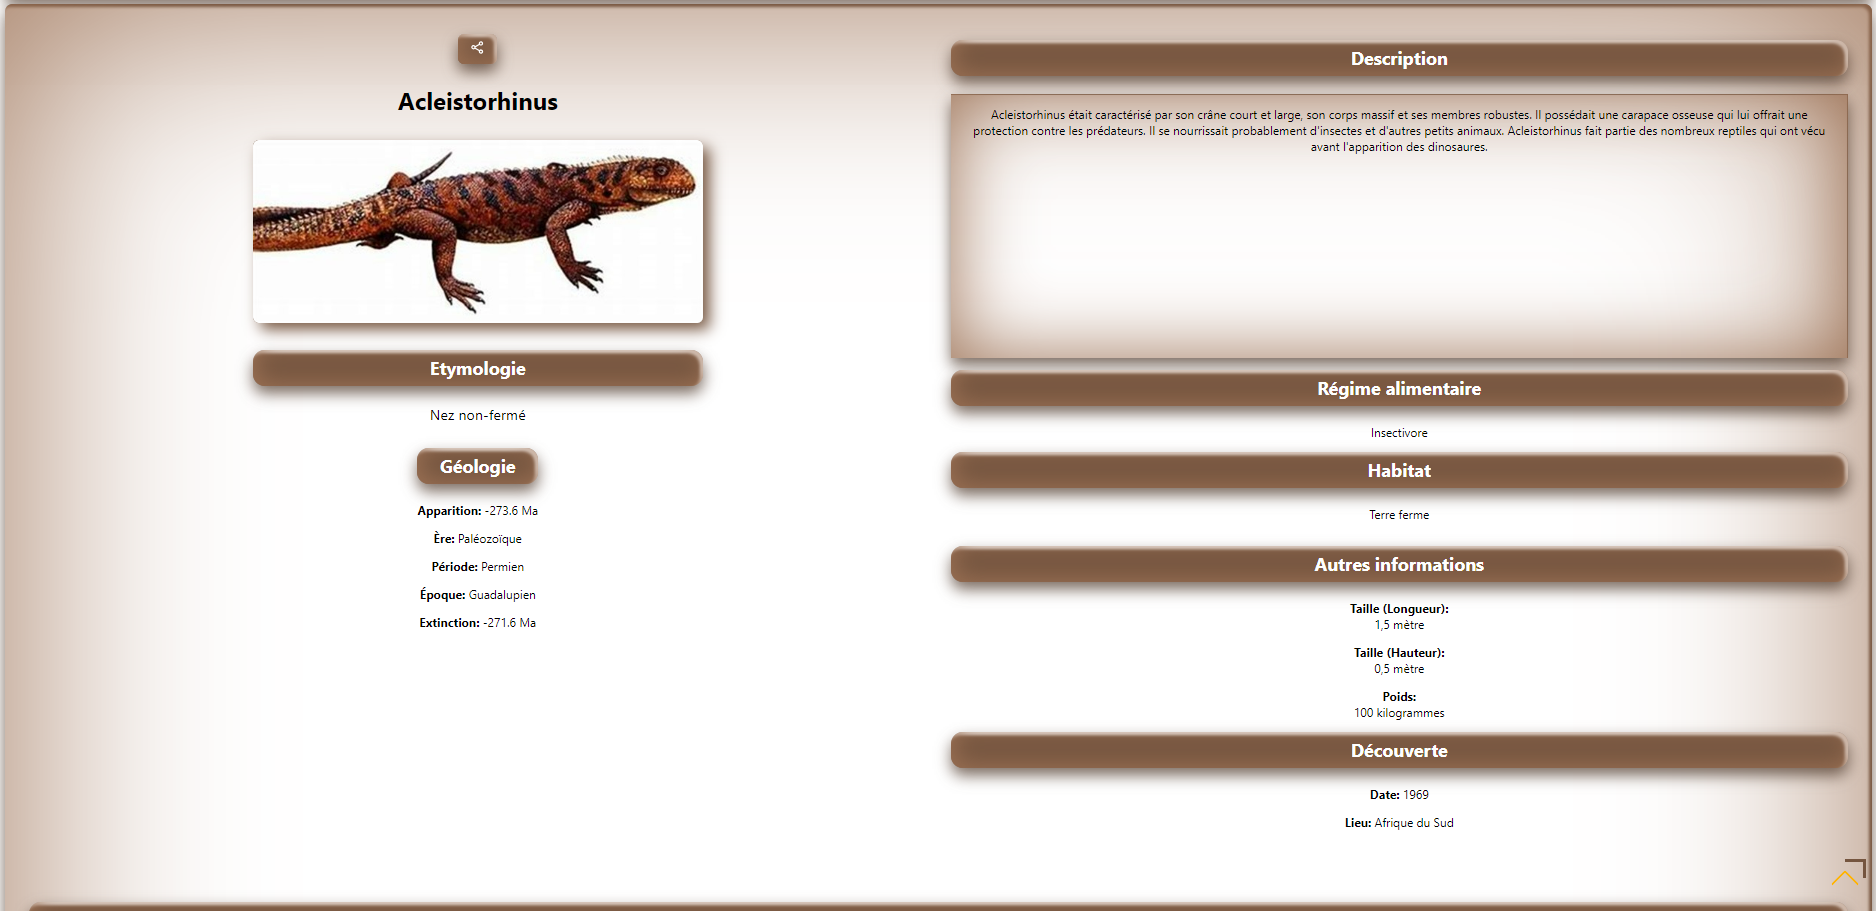 Acleistorhinus
Etymologie
Nez non-fermé
Géologie
Apparition: -273.6 Ma
Ère: Paléozoïque
Période: Permien
Époque: Guadalupien
Extinction: -271.6 Ma
Description
Acleistorhinus était caractérisé par son crâne court et large, son corps massif et ses membres robustes. Il possédait une carapace osseuse qui lui offrait une
protection contre les prédateurs. Il se nourrissait probablement d'insectes et d'autres petits animaux. Acleistorhinus fait partie des nombreux reptiles qui ont vécu
avant l'apparition des dinosaures.
Régime alimentaire
Insectivore
Habitat
Terre ferme
Autres informations
Taille (Longueur):
1,5 mètre
Taille (Hauteur):
0,5 mètre
Poids:
100 kilogrammes
Découverte
Date: 1969
Lieu: Afrique du Sud